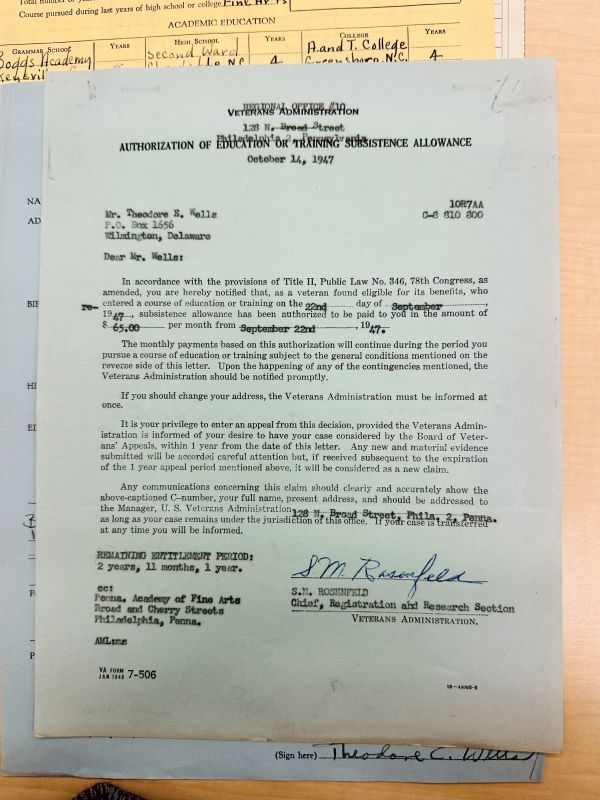 Total number of
Course pursued during last years of high school or college. Fine Arts
ACADEMIC EDUCATION
GRAMMAR SCHOOL YEARS HIGH SCHOOL YEARS COLLEGE YEARS
Boggs Academy Second Ward 4 A. and T. College 4
Keysville N.C. Greensboro, N.C.
REGIONAL OFFICE #10
VETERANS ADMINISTRATION
128 N. Broad Street
Philadelphia 2, Pennsylvania
AUTHORIZATION OF EDUCATION OR TRAINING SUBSISTENCE ALLOWANCE
October 14, 1947
10R7AA
Mr. Theodore E. Wells C-8 810 800
P.O. Box 1656
Wilmington, Delaware
Dear Mr. Wells:
In accordance with the provisions of Title II, Public Law No. 346, 78th Congress, as
amended, you are hereby notified that, as a veteran found eligible for its benefits, who
re-entered a course of education or training on the 22nd day of September,
1947, subsistence allowance has been authorized to be paid to you in the amount of
$ 65.00 per month from September 22nd, 1947.
The monthly payments based on this authorization will continue during the period you
pursue a course of education or training subject to the general conditions mentioned on the
reverse side of this letter. Upon the happening of any of the contingencies mentioned, the
Veterans Administration should be notified promptly.
If you should change your address, the Veterans Administration must be informed at
once.
It is your privilege to enter an appeal from this decision, provided the Veterans Admin-
istration is informed of your desire to have your case considered by the Board of Veter-
ans' Appeals, within 1 year from the date of this letter. Any new and material evidence
submitted will be accorded careful attention but, if received subsequent to the expiration
of the 1 year appeal period mentioned above, it will be considered as a new claim.
Any communications concerning this claim should clearly and accurately show the
above-captioned C-number, your full name, present address, and should be addressed to
the Manager, U. S. Veterans Administration 128 N. Broad Street, Phila. 2, Penna.
as long as your case remains under the jurisdiction of this office. If your case is transferred
at any time you will be informed.
REMAINING ENTITLEMENT PERIOD:
2 years, 11 months, 1 year.
S M Rosenfeld
cc: S.M. ROSENFELD
Penna. Academy of Fine Arts Chief, Registration and Research Section
Broad and Cherry Streets VETERANS ADMINISTRATION.
Philadelphia, Penna.
AML:ms
VA FORM
JAN 1946 7-506
(Sign here) Theodore E. Wells
NA
AD